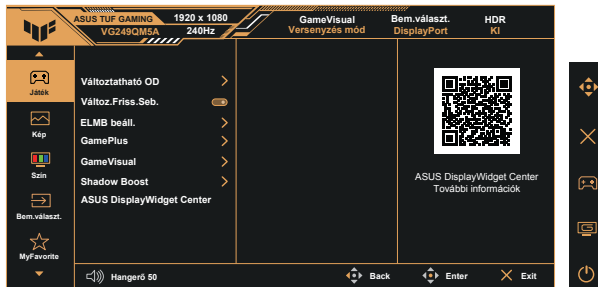 ASUS TUF GAMING 1920 x 1080 GameVisual Bem.választ. HDR
VG249QM5A 240Hz Versenyzés mód DisplayPort KI
Játék
Kép
Szín
Bem.választ.
MyFavorite
Változtatható OD
Változ.Friss.Seb.
ELMB beáll.
GamePlus
GameVisual
Shadow Boost
ASUS DisplayWidget Center
ASUS DisplayWidget Center
További információk
Hangerő 50 Back Enter Exit